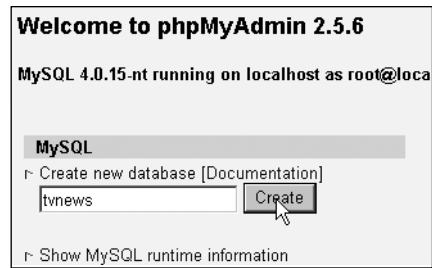 Welcome to phpMyAdmin 2.5.6
MySQL 4.0.15-nt running on localhost as root@loca
MySQL
Create new database [Documentation]
tvnews
Create
Show MySQL runtime information